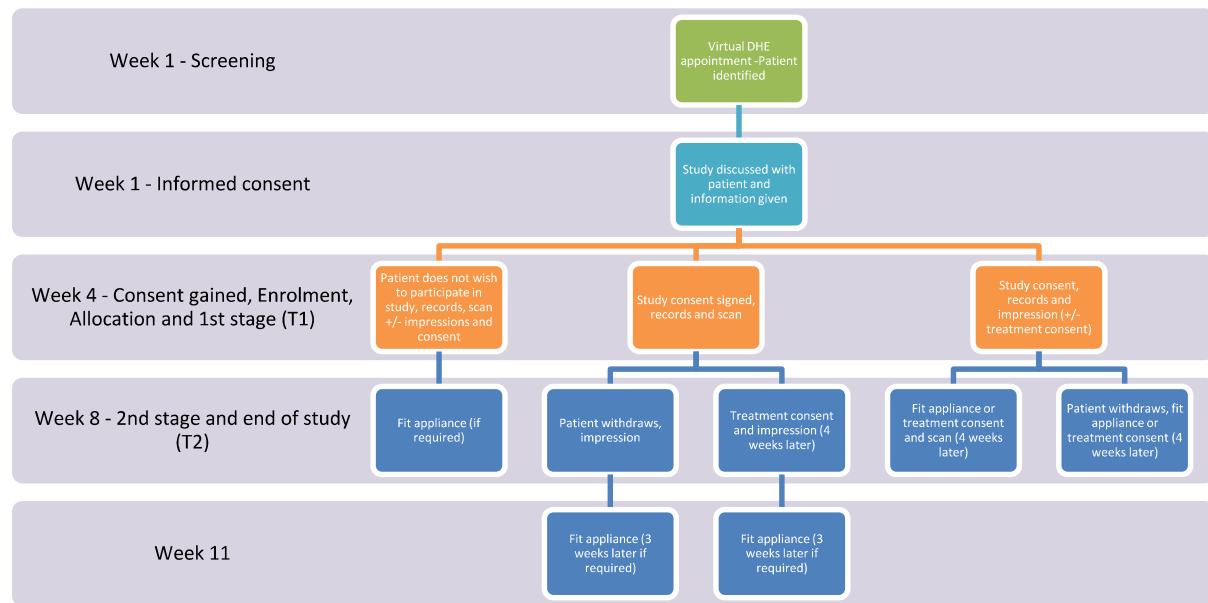 Week 1 - Screening
Virtual DHE
appointment -Patient
identified
Week 1 - Informed consent
Study discussed with
patient and
information given
Week 4 - Consent gained, Enrolment,
Allocation and 1st stage (T1)
Patient does not wish
to participate in
study, records, scan
+/- impressions and
consent
Study consent signed,
records and scan
Study consent,
records and
impression (+/-
treatment consent)
Week 8 - 2nd stage and end of study
(T2)
Fit appliance (if
required)
Patient withdraws,
impression
Treatment consent
and impression (4
weeks later)
Fit appliance or
treatment consent
and scan (4 weeks
later)
Patient withdraws, fit
appliance or
treatment consent (4
weeks later)
Week 11
Fit appliance (3
weeks later if
required)
Fit appliance (3
weeks later if
required)